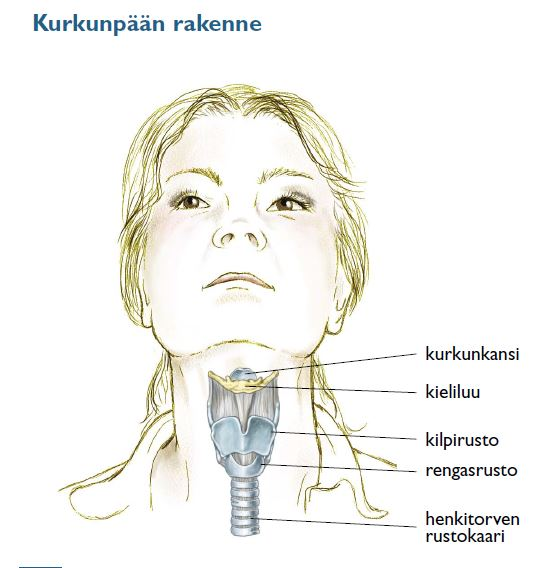 Kurkunpään rakenne
kurkunkansi
kieliluu
kilpirusto
rengasrusto
henkitorven
rustokaari